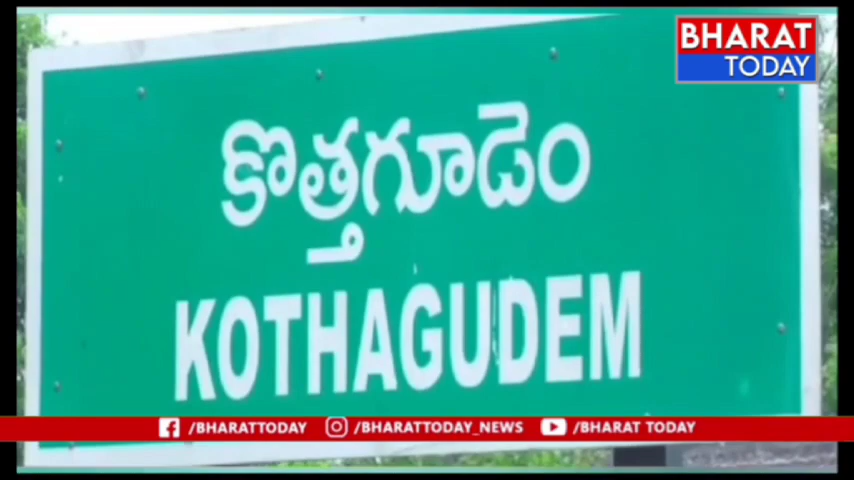 BHARAT
TODAY
కొత్తగూడెం
KOTHAGUDEM
/BHARATTODAY /BHARATTODAY_NEWS /BHARAT TODAY